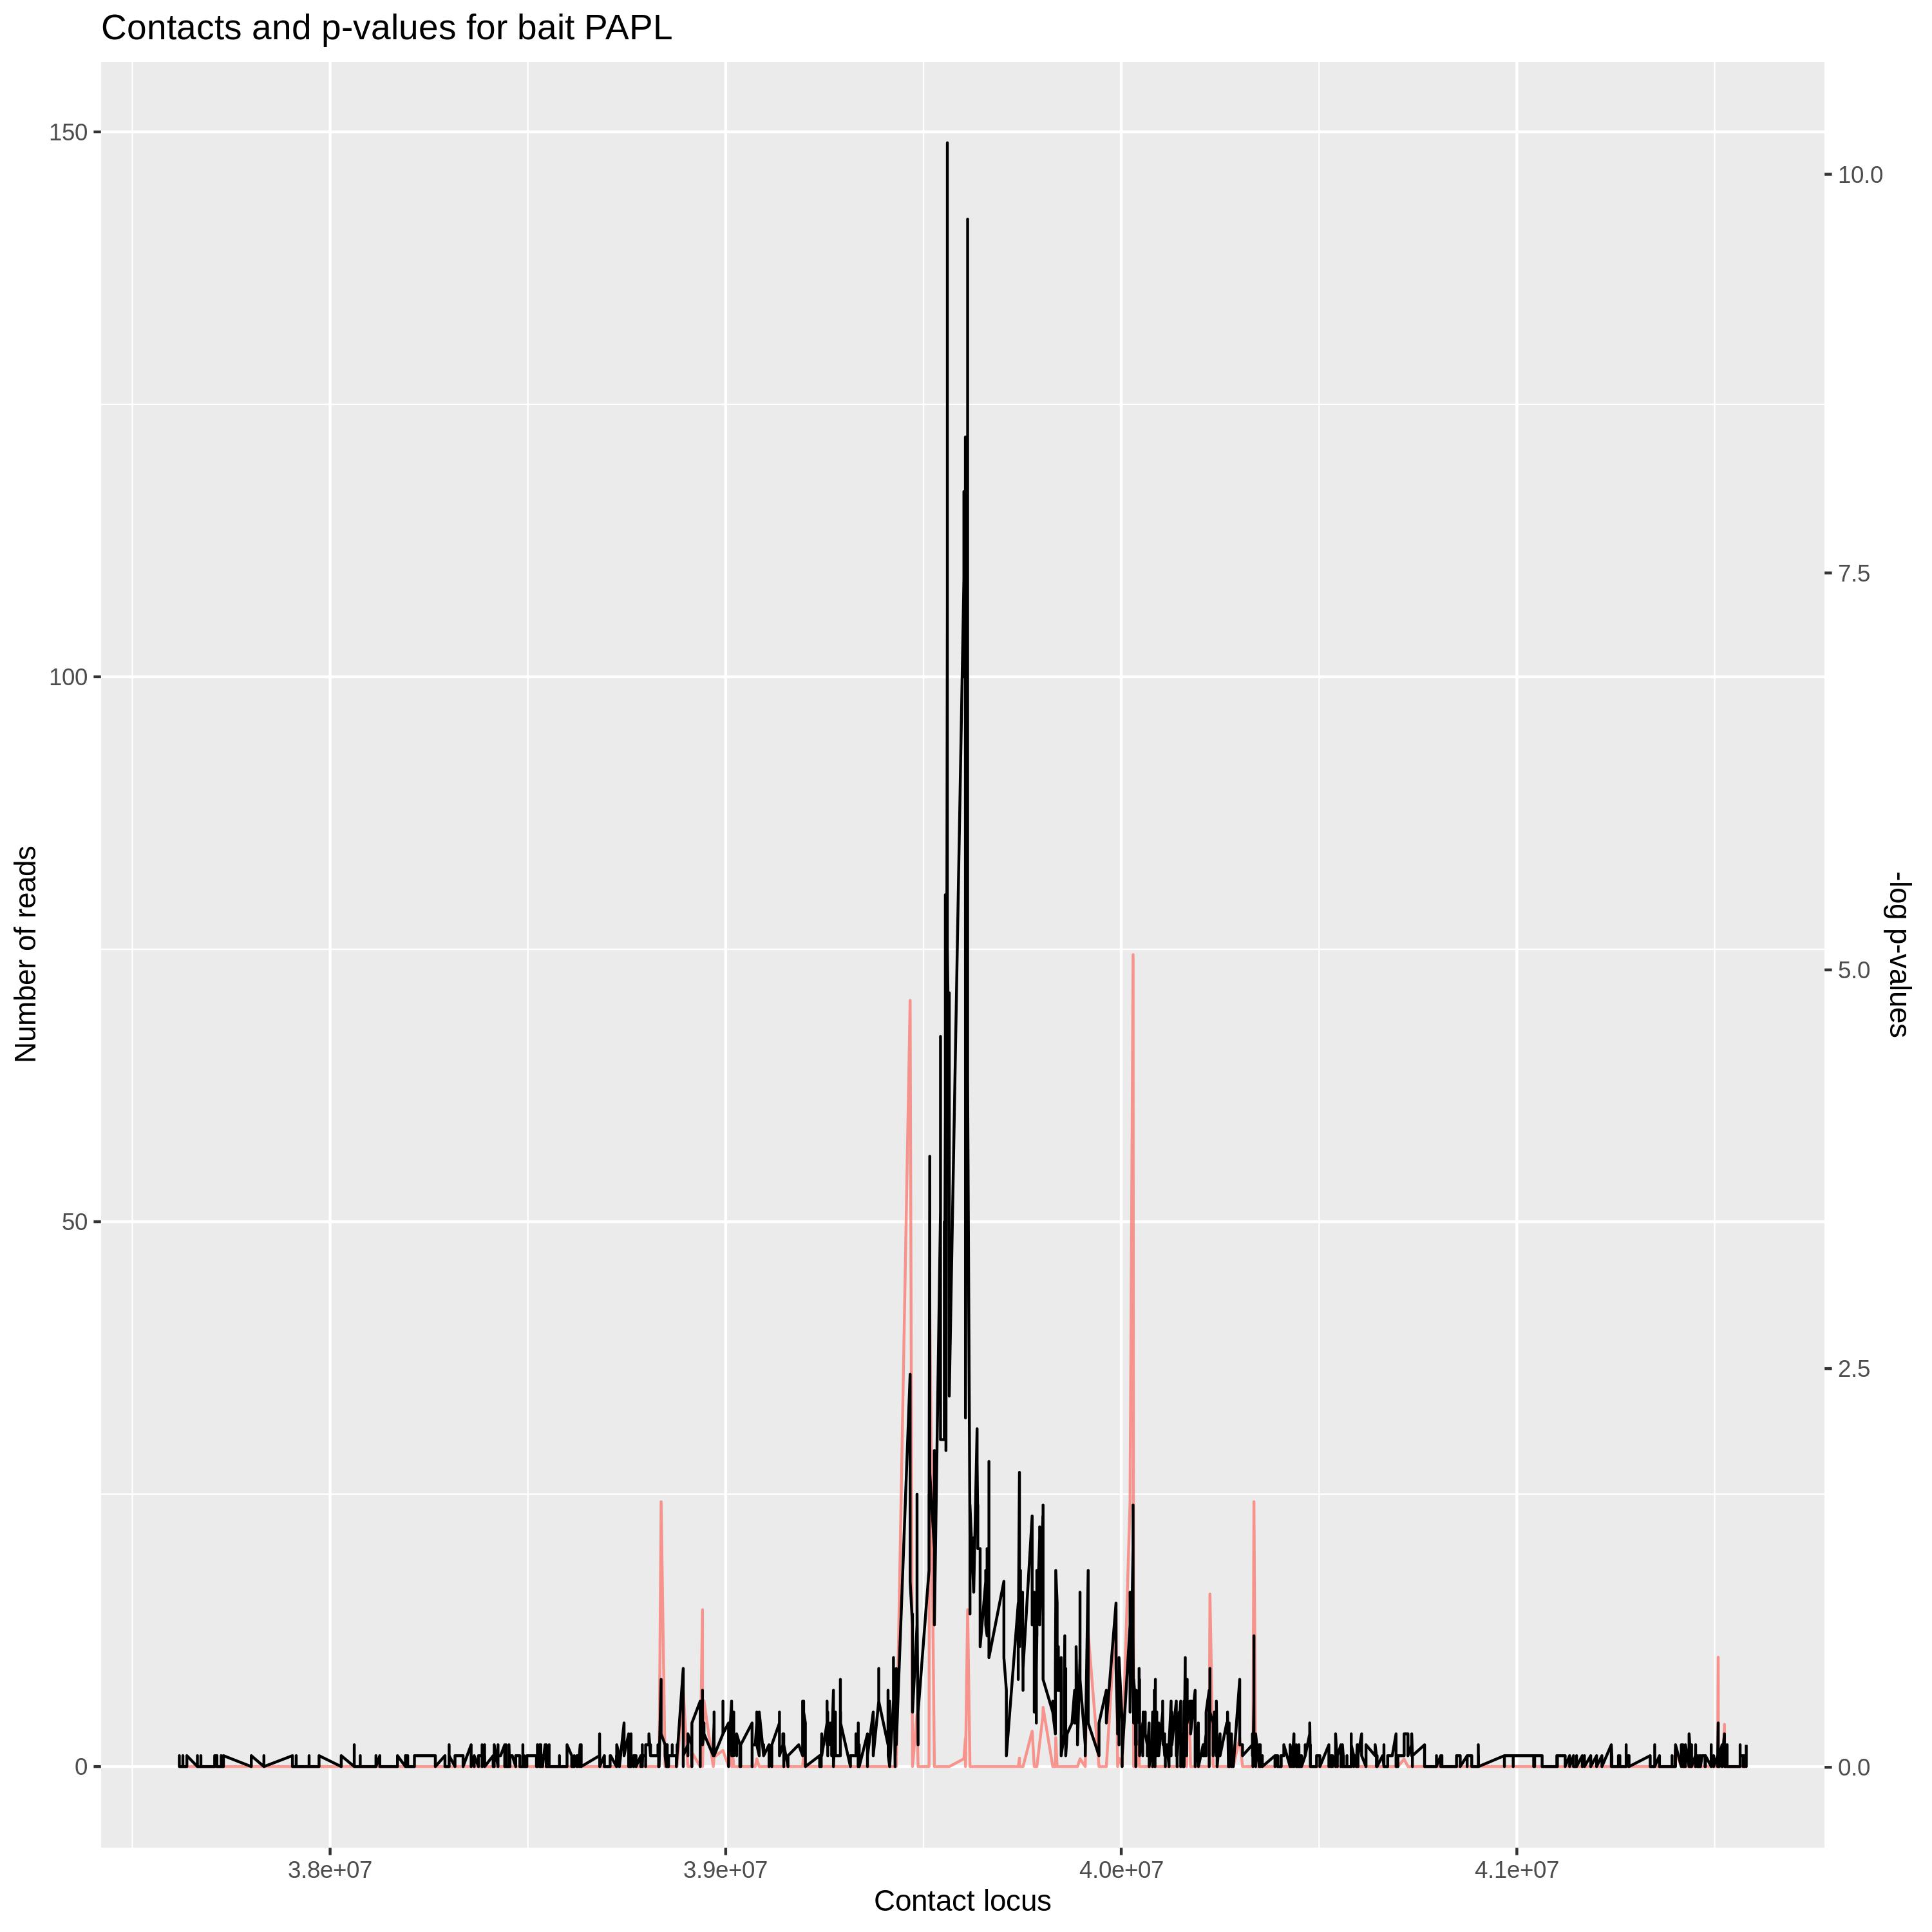 Contacts and p-values for bait PAPL
150
100
50
0
Number of reads
10.0
7.5
5.0
2.5
0.0
-log p-values
3.8e+07
3.9e+07
4.0e+07
4.1e+07
Contact locus